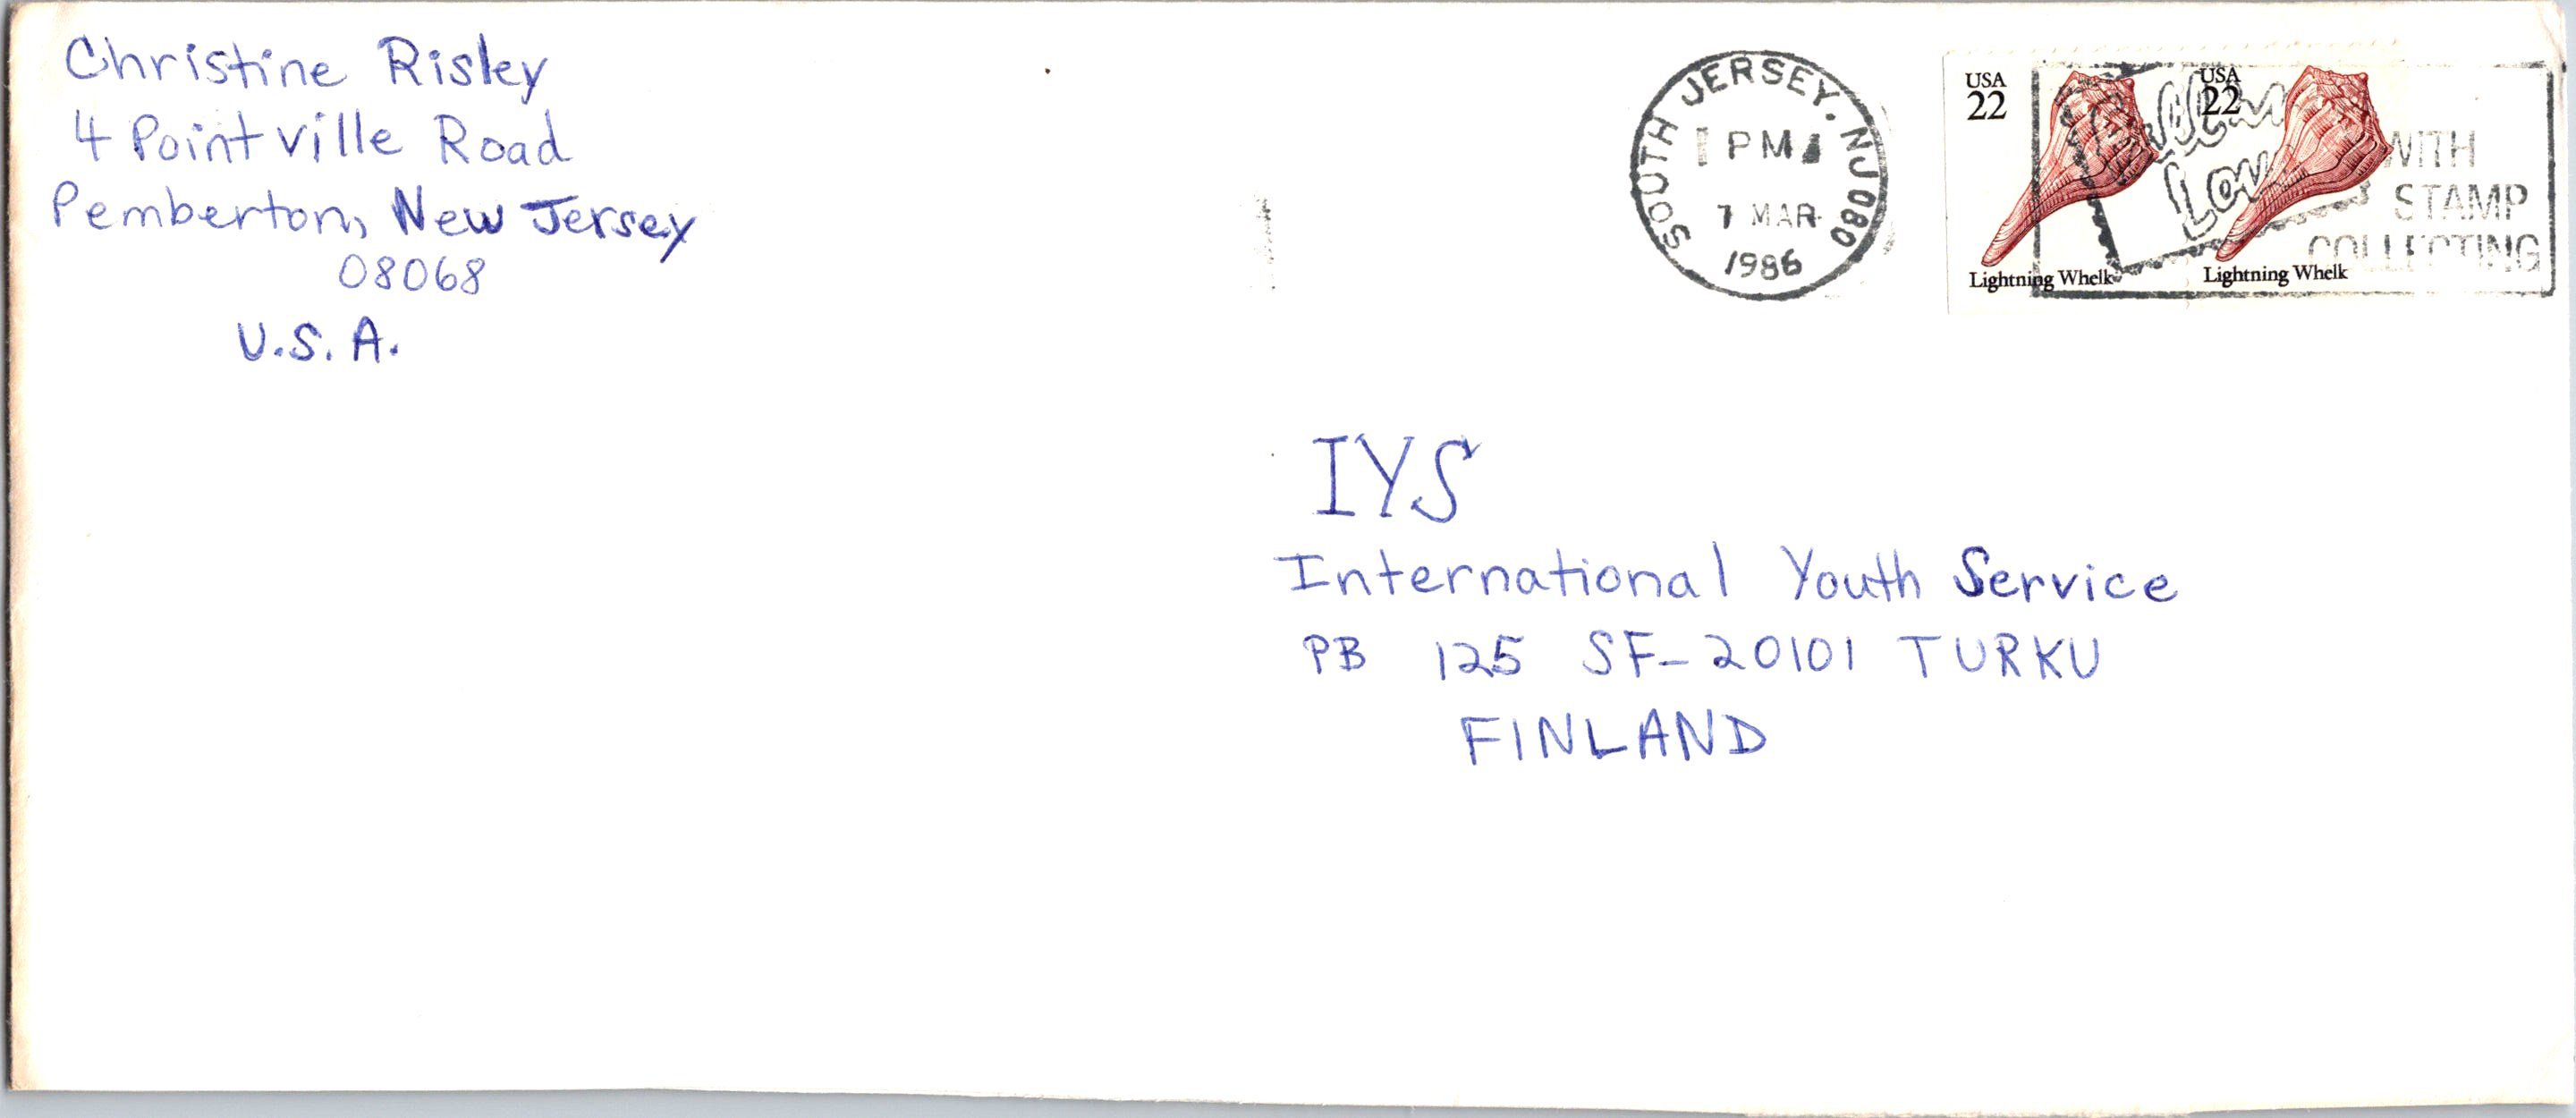 Christine Risley
4 Pointville Road
Pemberton, New Jersey
08068
U.S.A.
SOUTH JERSEY, NJ 080
PM
7 MAR
1986
USA
22
Lightning Whelk
USA
22
Lightning Whelk
WITH
STAMP
COLLECTING
IYS
International Youth Service
PB 125 SF-20101 TURKU
FINLAND